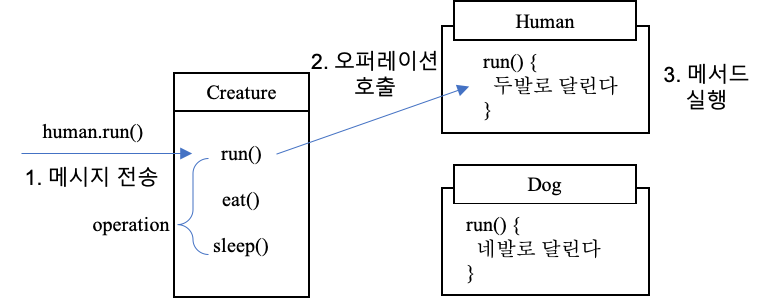 human.run()
1. 메시지 전송
operation
Creature
run()
eat()
sleep()
2. 오퍼레이션
호출
Human
run() {
두발로 달린다
}
3. 메서드
실행
Dog
run() {
네발로 달린다
}